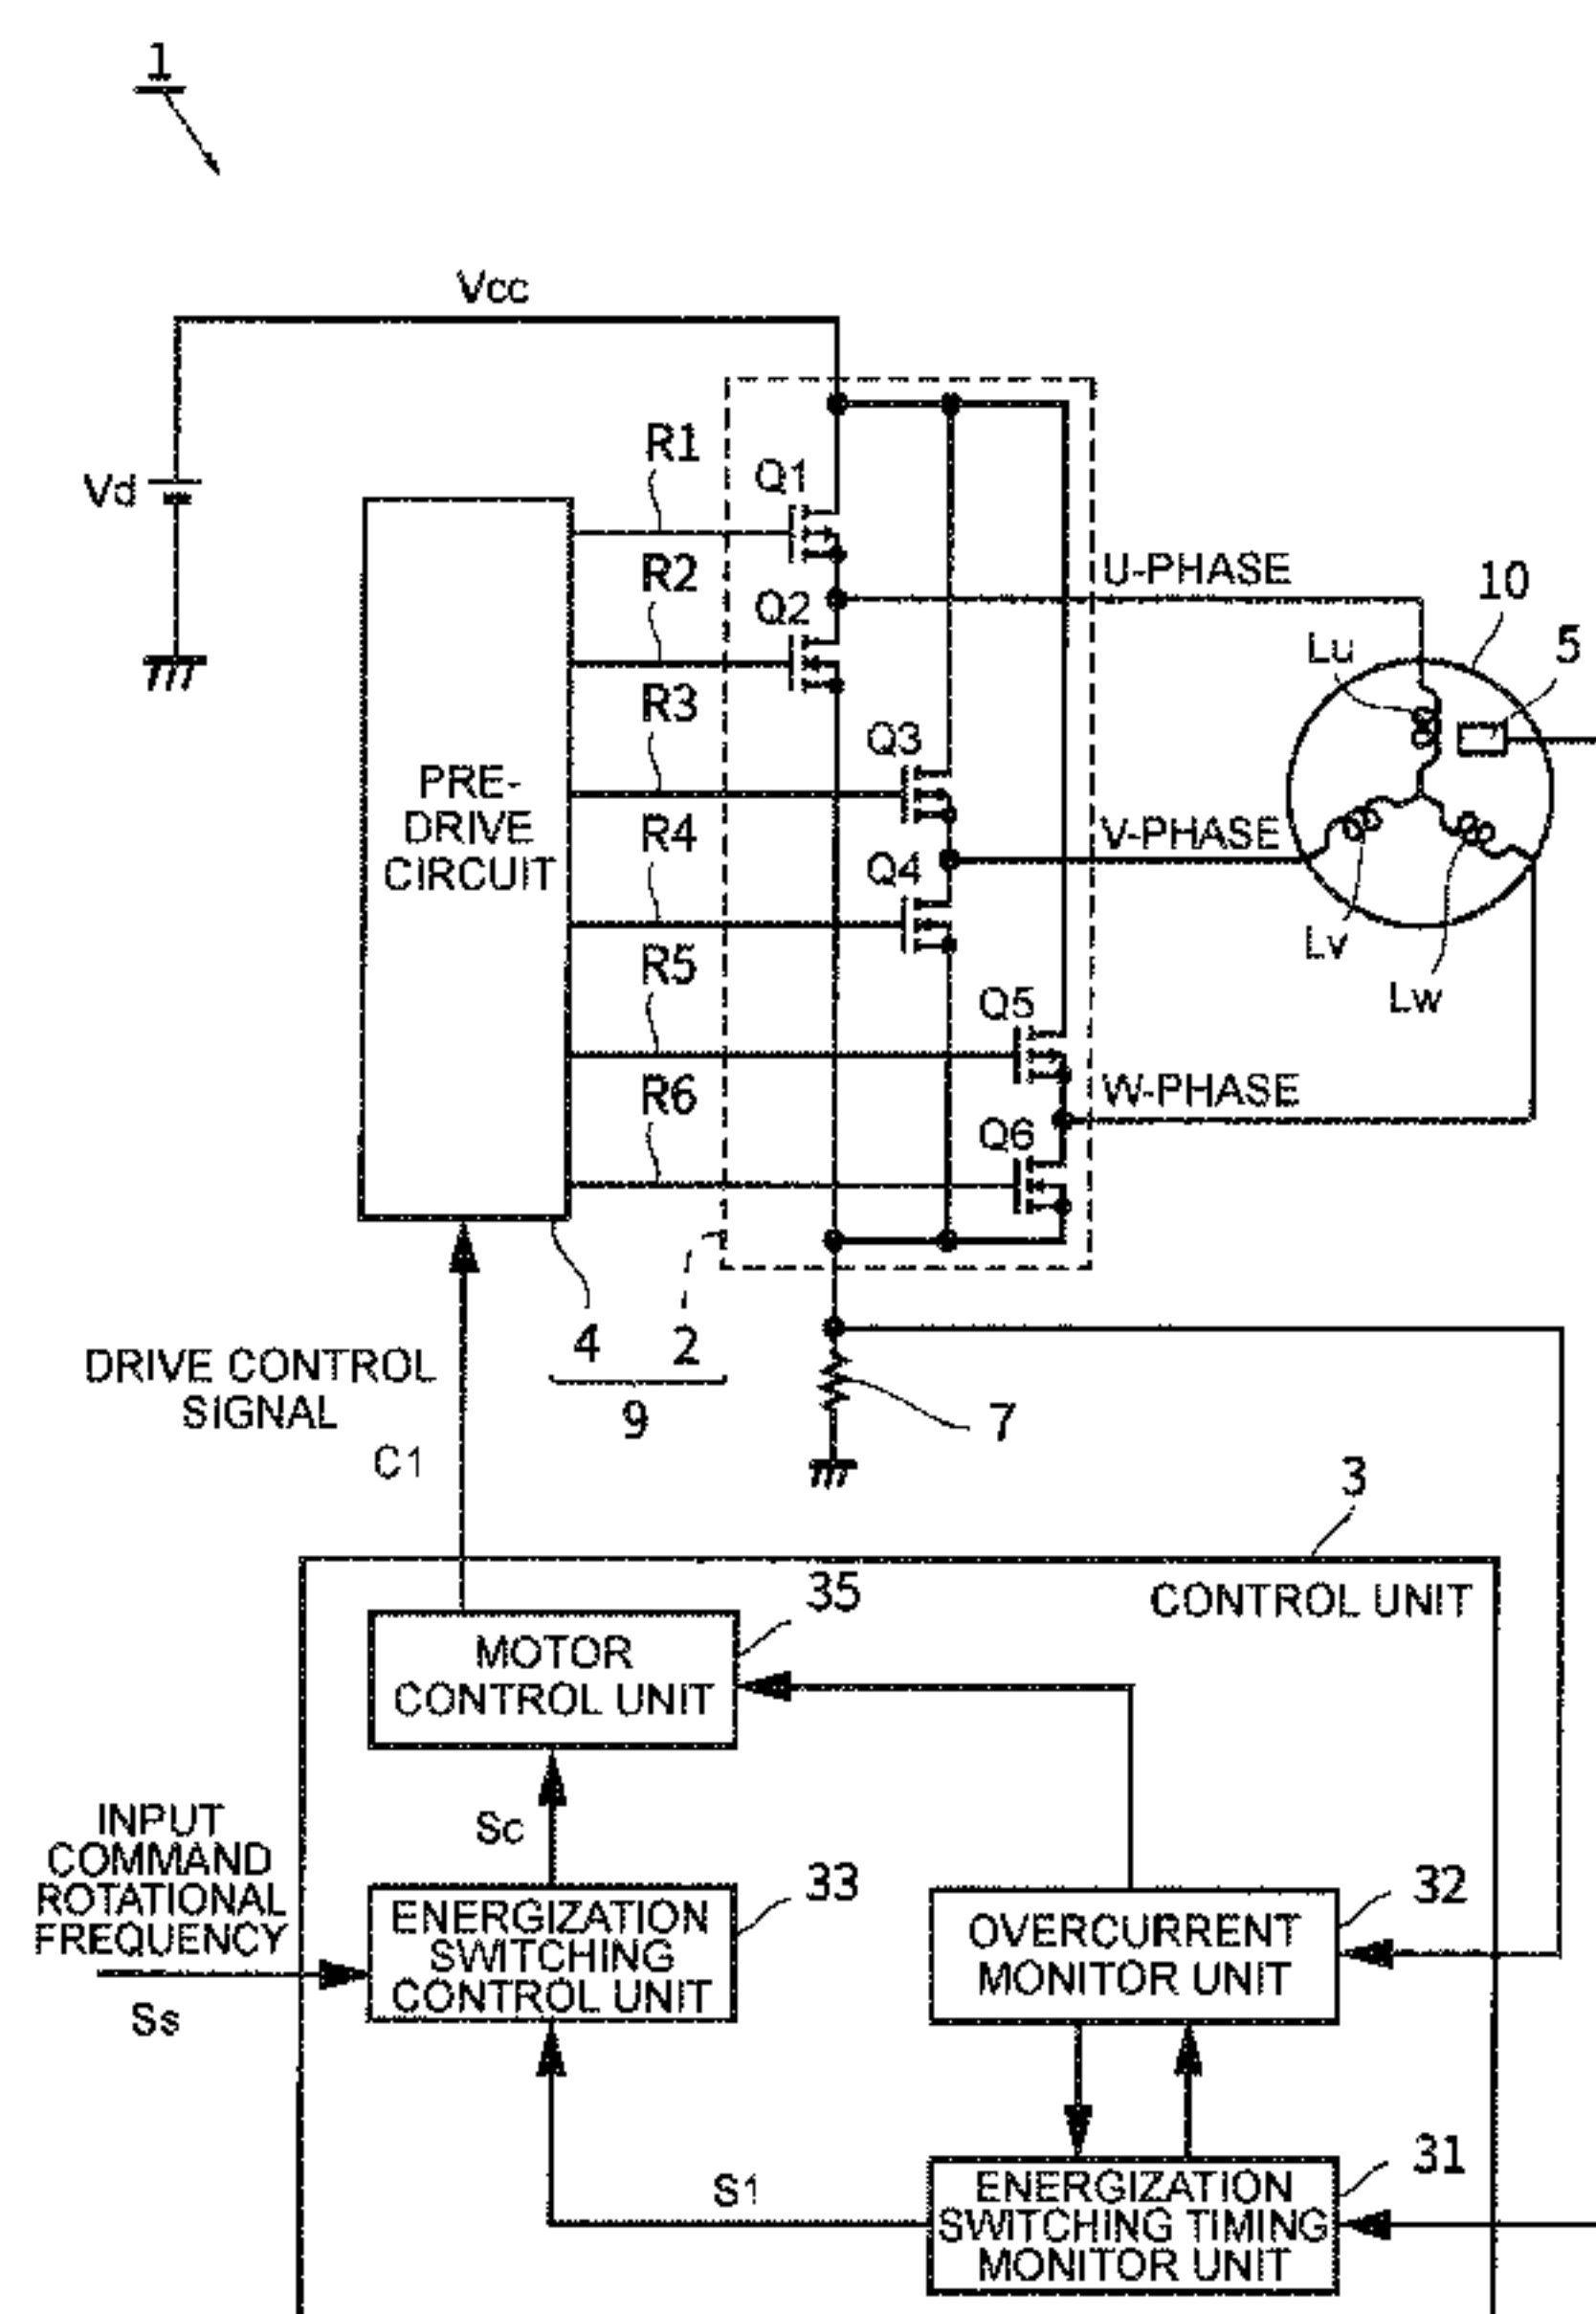 1
Vcc
Vd
R1
Q1
R2
Q2
U-PHASE
10
5
Lu
R3
Q3
PRE-
DRIVE
CIRCUIT
R4
Q4
V-PHASE
Lv
Lw
R5
Q5
R6
Q6
W-PHASE
4
2
9
7
DRIVE CONTROL
SIGNAL
C1
3
CONTROL UNIT
35
MOTOR
CONTROL UNIT
INPUT
COMMAND
ROTATIONAL
FREQUENCY
Ss
Sc
33
ENERGIZATION
SWITCHING
CONTROL UNIT
32
OVERCURRENT
MONITOR UNIT
S1
31
ENERGIZATION
SWITCHING TIMING
MONITOR UNIT